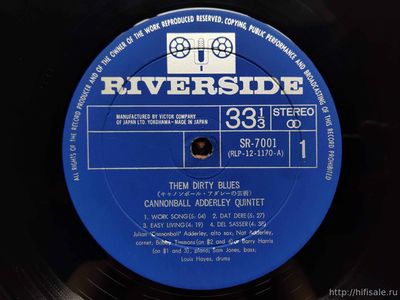 ALL RIGHTS OF THE RECORD PRODUCER AND OF THE OWNER OF THE WORK REPRODUCED RESERVED. COPYING, PUBLIC PERFORMANCE AND BROADCASTING OF THIS RECORD PROHIBITED
RIVERSIDE
MANUFACTURED BY VICTOR COMPANY
OF JAPAN LTD. YOKOHAMA-MADE IN JAPAN
33 1/3
STEREO
SR-7001
(RLP-12-1170-A)
1
THEM DIRTY BLUES
《キャノンボール・アダレーの芸術》
CANNONBALL ADDERLEY QUINTET
1. WORK SONG (5. 04) 2. DAT DERE (5. 27)
3. EASY LIVING (4. 19) 4. DEL SASSER (4. 38)
Julian "Cannonball" Adderley, alto sax, Nat Adderley,
cornet, Bobby Timmons (on #2 and 4) or Barry Harris
(on #1 and 3), piano, Sam Jones, bass,
Louis Hayes, drums
http://hifisale.ru